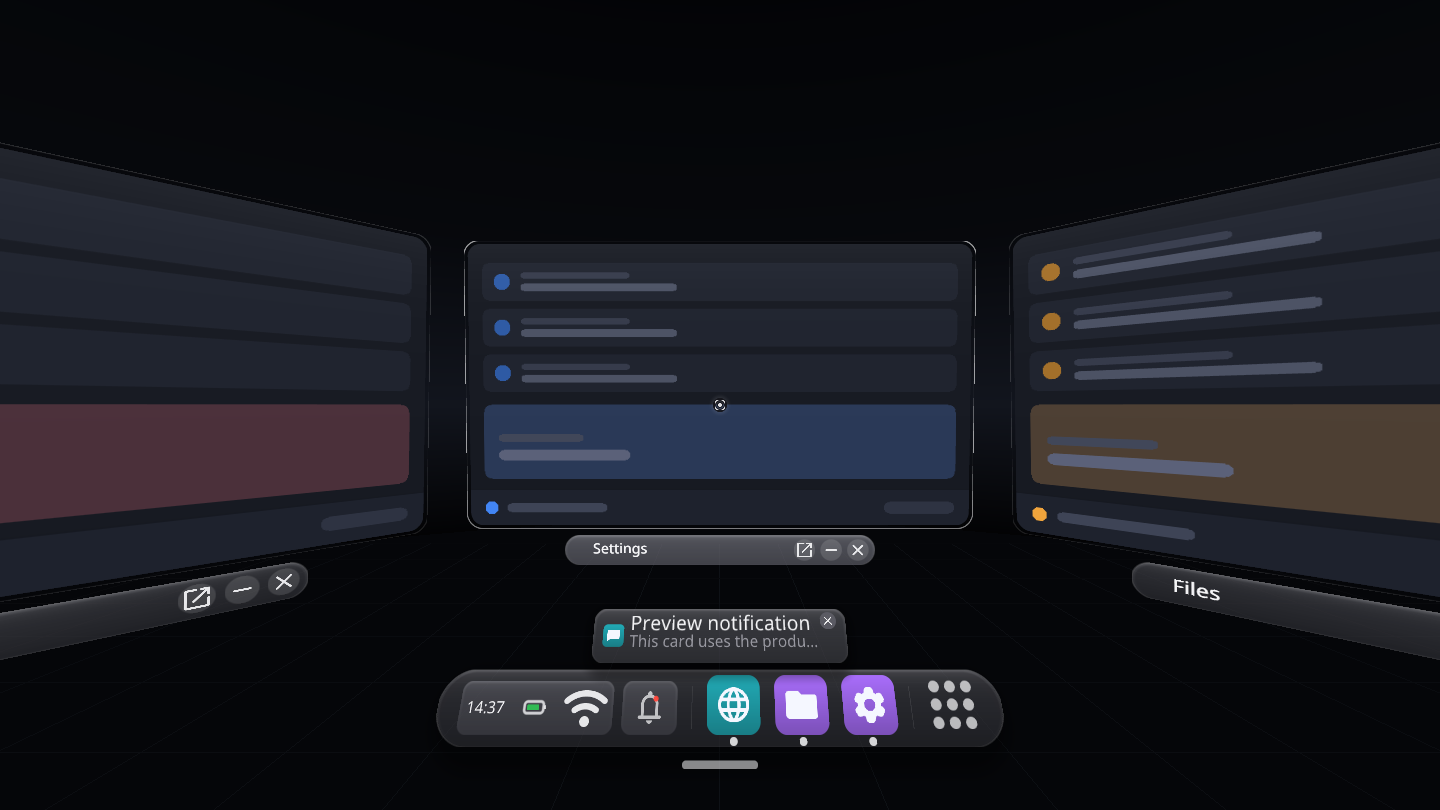 Settings
Files
Preview notification
This card uses the produ...
14:37